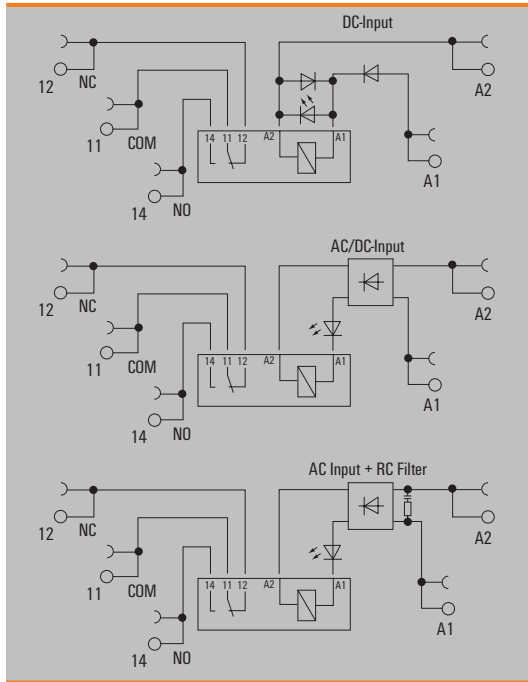 DC-Input
12 NC
A2
11 COM
14 11 12 A2 A1
A1
14 NO
AC/DC-Input
12 NC
A2
11 COM
14 11 12 A2 A1
A1
14 NO
AC Input + RC Filter
12 NC
A2
11 COM
14 11 12 A2 A1
A1
14 NO